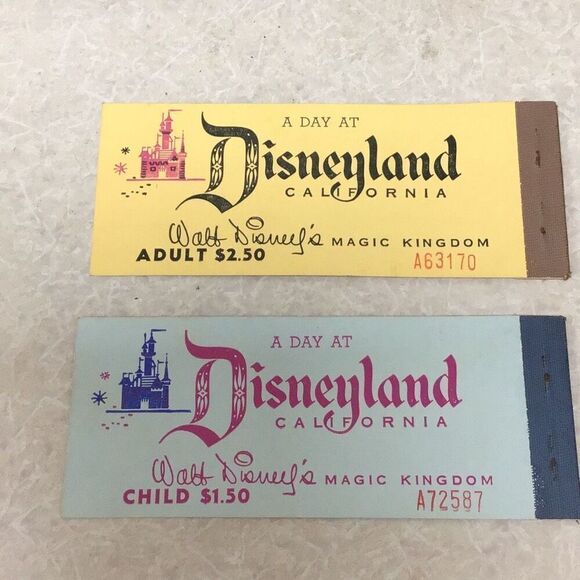 A DAY AT
Disneyland
CALIFORNIA
Walt Disney's MAGIC KINGDOM
ADULT $2.50 A63170
A DAY AT
Disneyland
CALIFORNIA
Walt Disney's MAGIC KINGDOM
CHILD $1.50 A72587